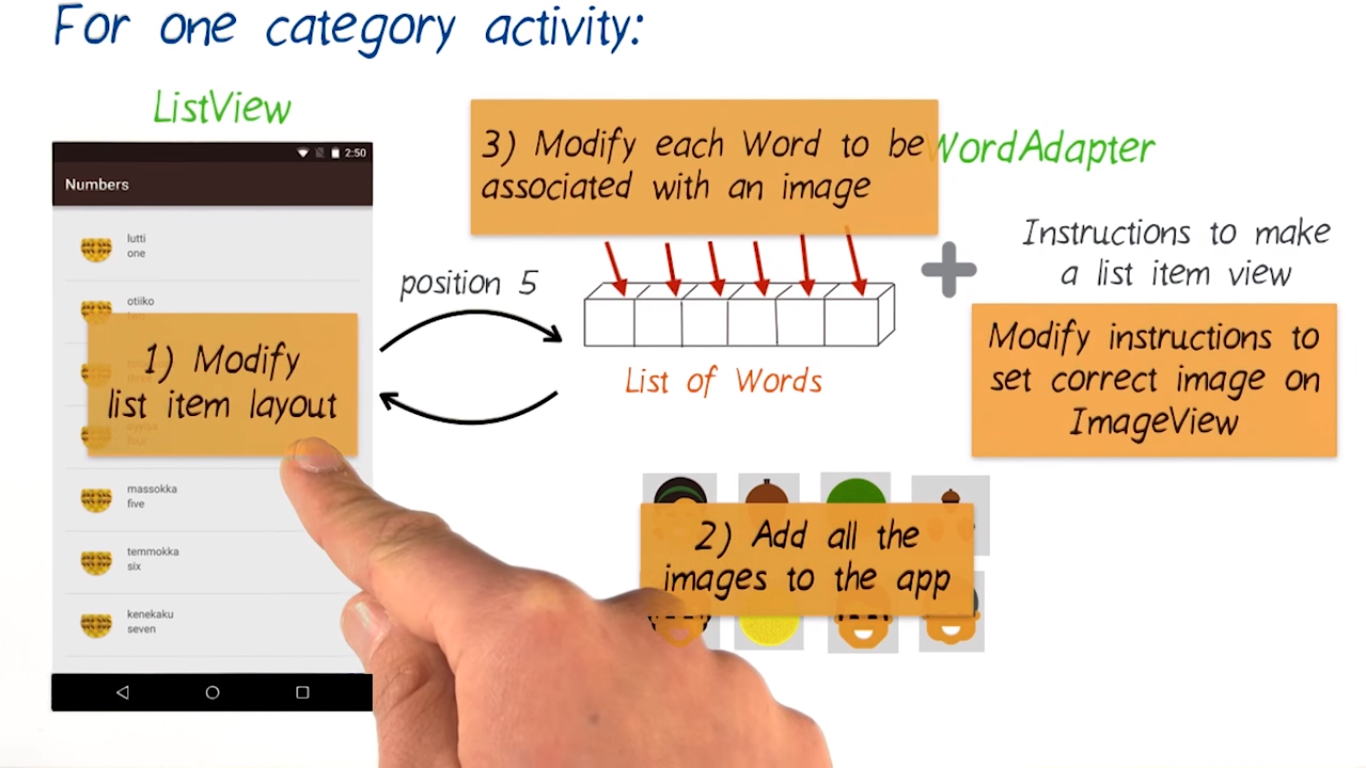 For one category activity:
ListView
2:50
Numbers
lutti
one
otiiko
1) Modify
list item layout
massokka
five
temmokka
six
kenekaku
seven
position 5
3) Modify each Word to be
associated with an image
List of Words
WordAdapter
Instructions to make
a list item view
Modify instructions to
set correct image on
ImageView
2) Add all the
images to the app